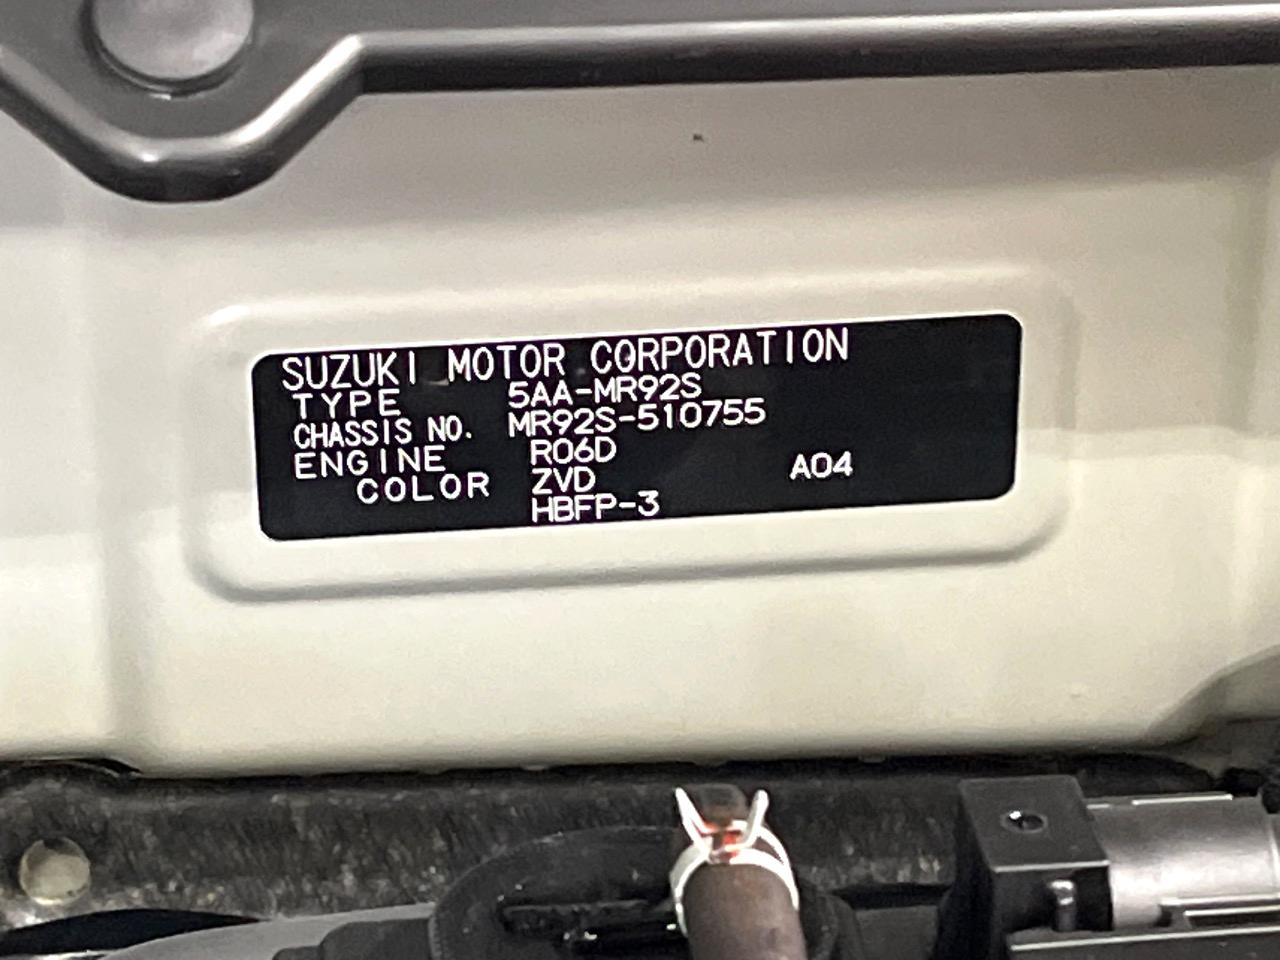 SUZUKI MOTOR CORPORATION
TYPE 5AA-MR92S
CHASSIS NO. MR92S-510755
ENGINE R06D
COLOR ZVD A04
HBFP-3